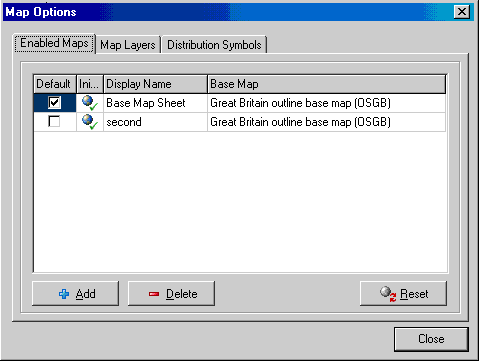 Map Options
Enabled Maps Map Layers Distribution Symbols
Default Ini... Display Name Base Map
Base Map Sheet Great Britain outline base map (OSGB)
second Great Britain outline base map (OSGB)
Add Delete Reset
Close